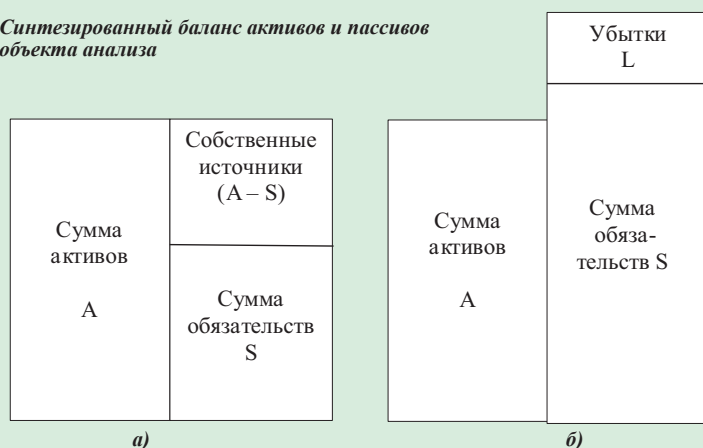 Синтезированный баланс активов и пассивов
объекта анализа
Сумма
активов
А
Собственные
источники
(А – S)
Сумма
обязательств
S
а)
Убытки
L
Сумма
активов
А
Сумма
обяза-
тельств S
б)